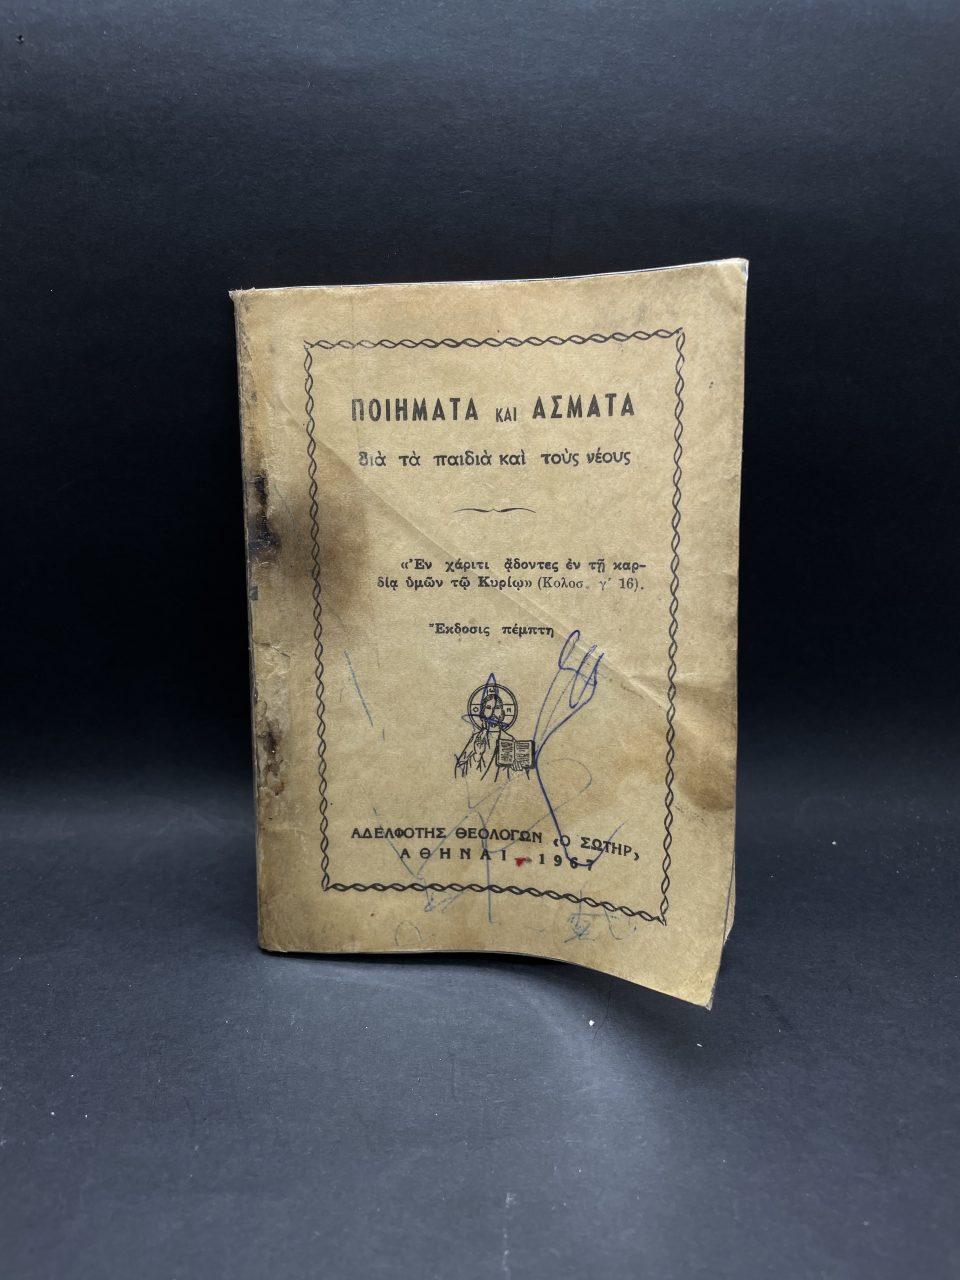 ΠΟΙΗΜΑΤΑ ΚΑΙ ΑΣΜΑΤΑ
διὰ τὰ παιδιὰ καὶ τοὺς νέους
«Ἐν χάριτι ᾄδοντες ἐν τῇ καρ-
δίᾳ ὑμῶν τῷ Κυρίῳ» (Κολοσ. γ΄ 16).
Ἔκδοσις πέμπτη
ΑΔΕΛΦΟΤΗΣ ΘΕΟΛΟΓΩΝ «Ο ΣΩΤΗΡ»
ΑΘΗΝΑΙ - 1967